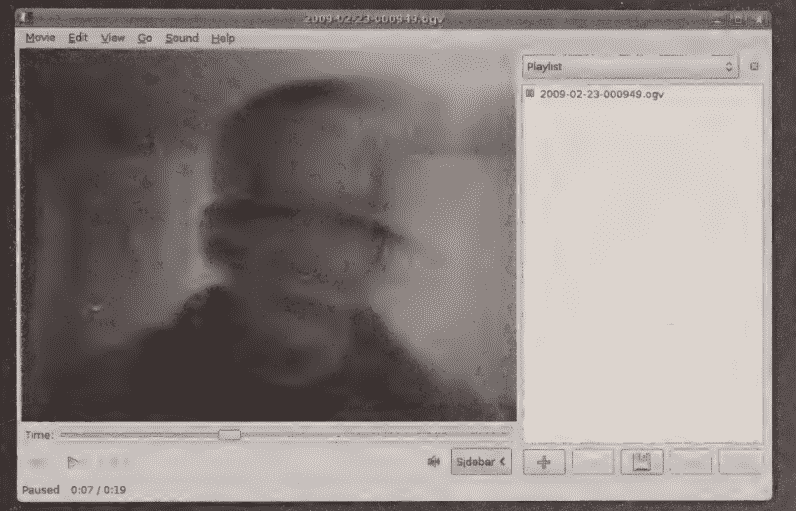 2009-02-23-000949.ogv
Movie Edit View Go Sound Help
Playlist
2009-02-23-000949.ogv
Time:
Sidebar <
Paused 0:07 / 0:19